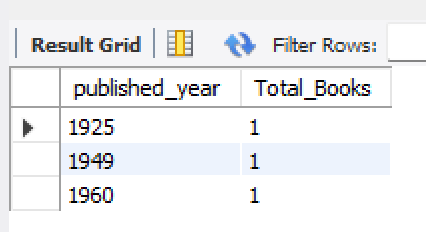 Result Grid Filter Rows:
published_year Total_Books
1925 1
1949 1
1960 1